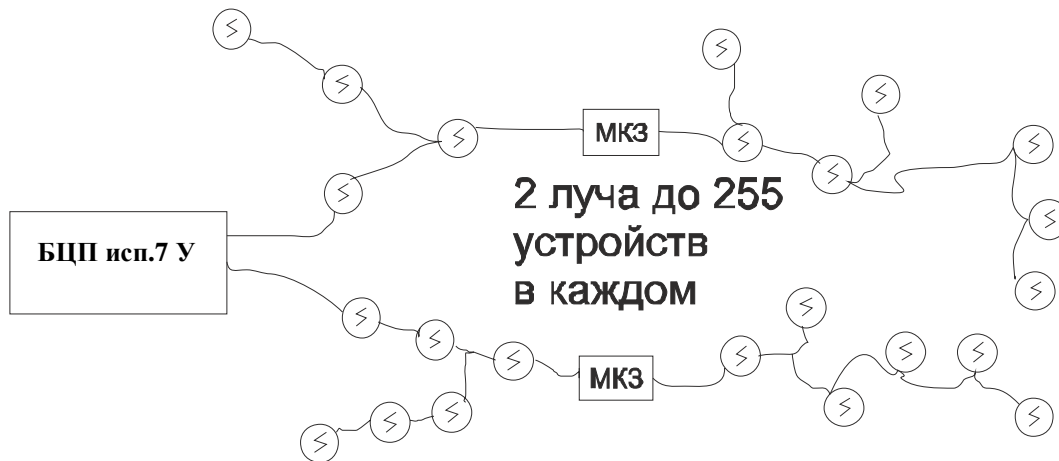 МКЗ
2 луча до 255
устройств
в каждом
БЦП исп.7 У
МКЗ